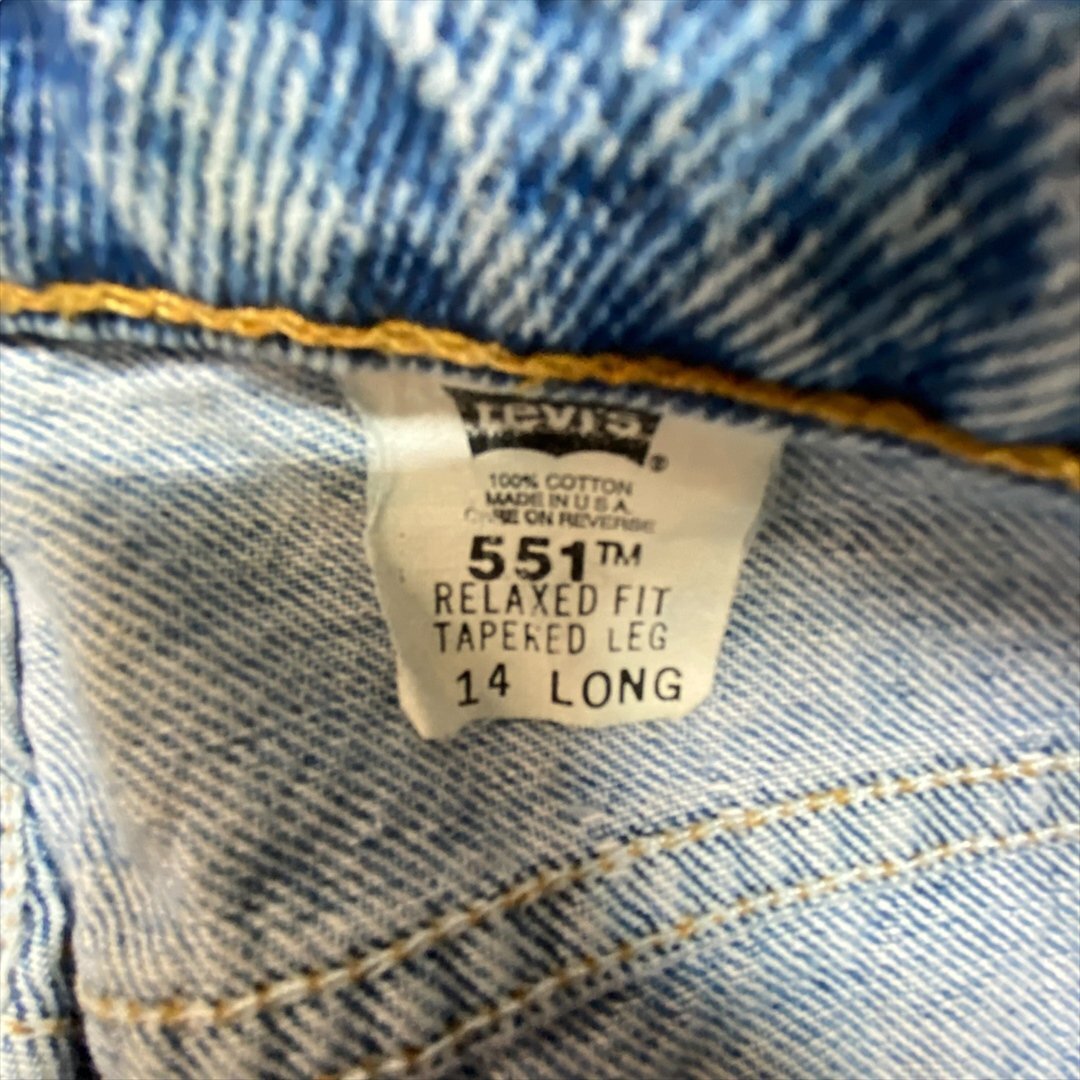 Levi's ®
100% COTTON
MADE IN U S A
CARE ON REVERSE
551™
RELAXED FIT
TAPERED LEG
14 LONG